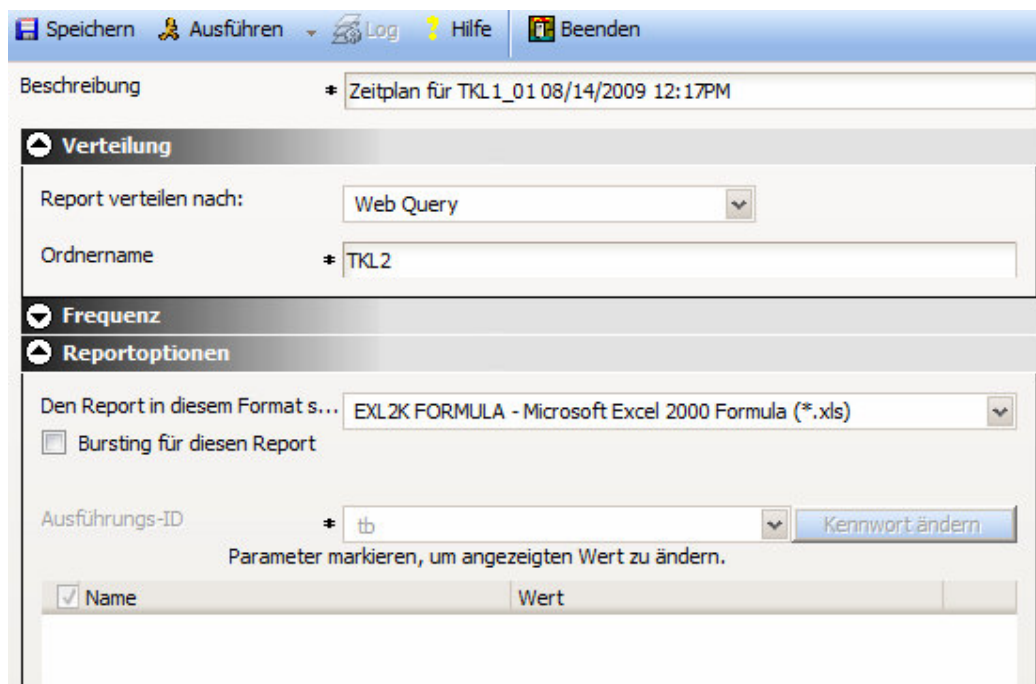 Speichern Ausführen Log Hilfe Beenden
Beschreibung * Zeitplan für TKL1_01 08/14/2009 12:17PM
Verteilung
Report verteilen nach: Web Query
Ordnername * TKL2
Frequenz
Reportoptionen
Den Report in diesem Format s... EXL2K FORMULA - Microsoft Excel 2000 Formula (*.xls)
Bursting für diesen Report
Ausführungs-ID * tb Kennwort ändern
Parameter markieren, um angezeigten Wert zu ändern.
Name Wert